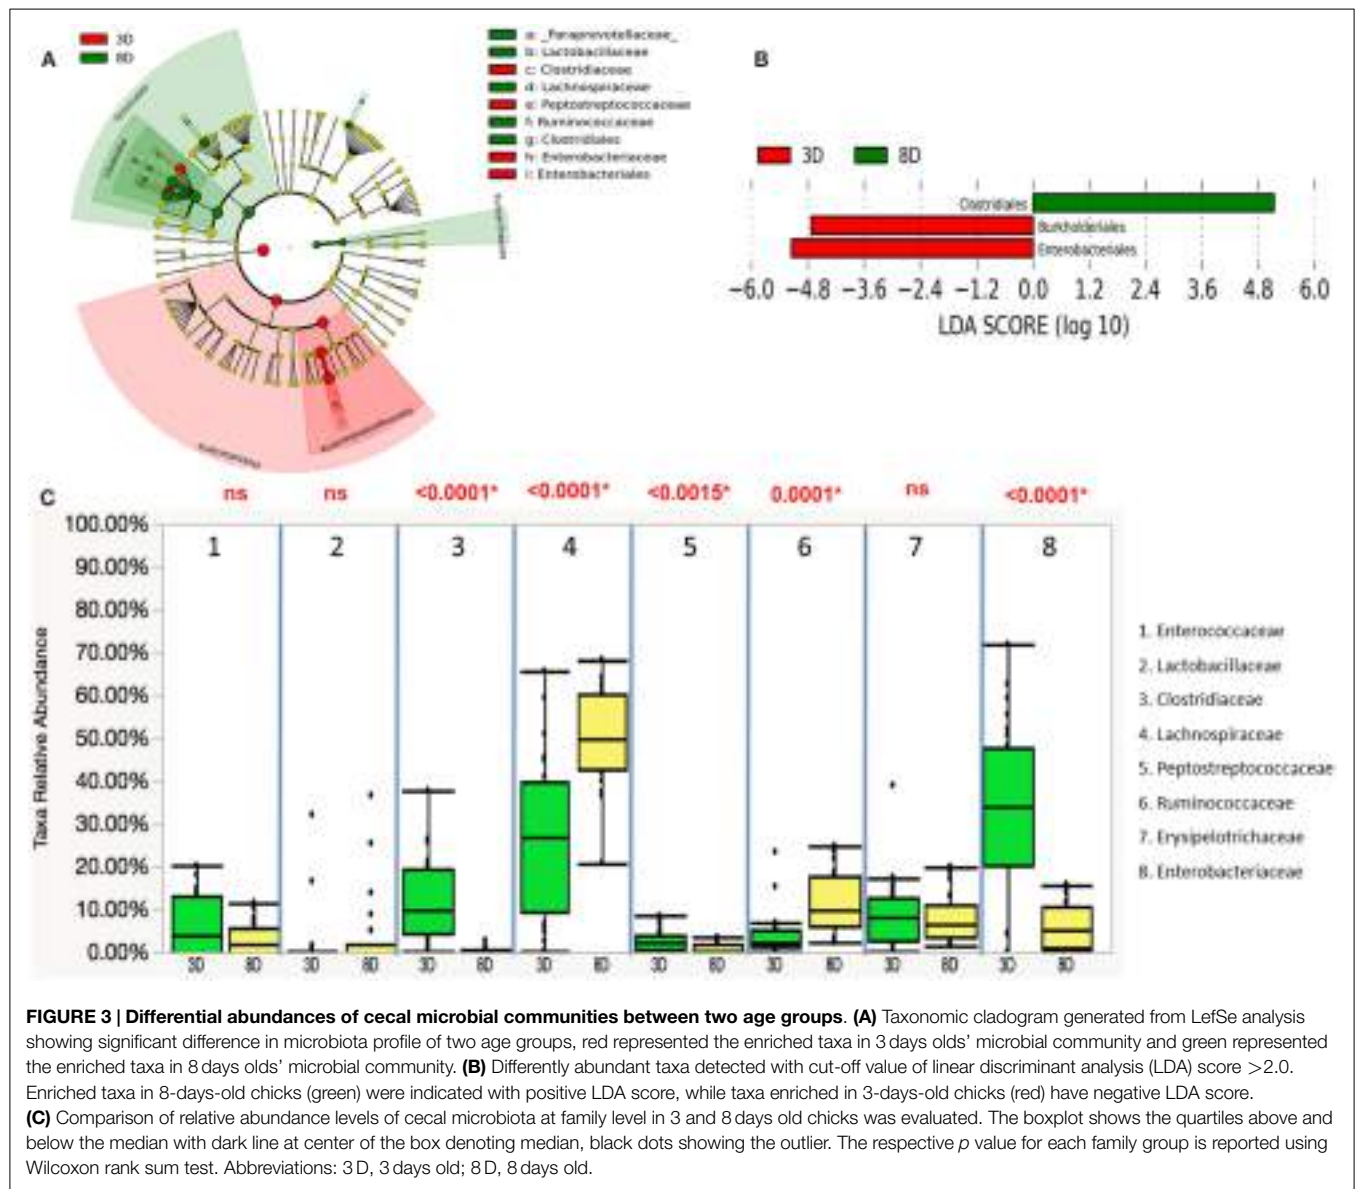 A
3D
8D
a: _Paraprevotellaceae_
b: Lactobacillaceae
c: Clostridiaceae
d: Lachnospiraceae
e: Peptostreptococcaceae
f: Ruminococcaceae
g: Clostridiales
h: Enterobacteriaceae
i: Enterobacteriales
B
3D 8D
Clostridiales
Burkholderiales
Enterobacteriales
−6.0 −4.8 −3.6 −2.4 −1.2 0.0 1.2 2.4 3.6 4.8 6.0
LDA SCORE (log 10)
C
ns ns <0.0001* <0.0001* <0.0015* 0.0001* ns <0.0001*
1 2 3 4 5 6 7 8
Taxa Relative Abundance
100.00%
90.00%
80.00%
70.00%
60.00%
50.00%
40.00%
30.00%
20.00%
10.00%
0.00%
3D 8D 3D 8D 3D 8D 3D 8D 3D 8D 3D 8D 3D 8D 3D 8D
1. Enterococcaceae
2. Lactobacillaceae
3. Clostridiaceae
4. Lachnospiraceae
5. Peptostreptococcaceae
6. Ruminococcaceae
7. Erysipelotrichaceae
8. Enterobacteriaceae
FIGURE 3 | Differential abundances of cecal microbial communities between two age groups. (A) Taxonomic cladogram generated from LefSe analysis
showing significant difference in microbiota profile of two age groups, red represented the enriched taxa in 3 days olds' microbial community and green represented
the enriched taxa in 8 days olds' microbial community. (B) Differently abundant taxa detected with cut-off value of linear discriminant analysis (LDA) score >2.0.
Enriched taxa in 8-days-old chicks (green) were indicated with positive LDA score, while taxa enriched in 3-days-old chicks (red) have negative LDA score.
(C) Comparison of relative abundance levels of cecal microbiota at family level in 3 and 8 days old chicks was evaluated. The boxplot shows the quartiles above and
below the median with dark line at center of the box denoting median, black dots showing the outlier. The respective p value for each family group is reported using
Wilcoxon rank sum test. Abbreviations: 3 D, 3 days old; 8 D, 8 days old.